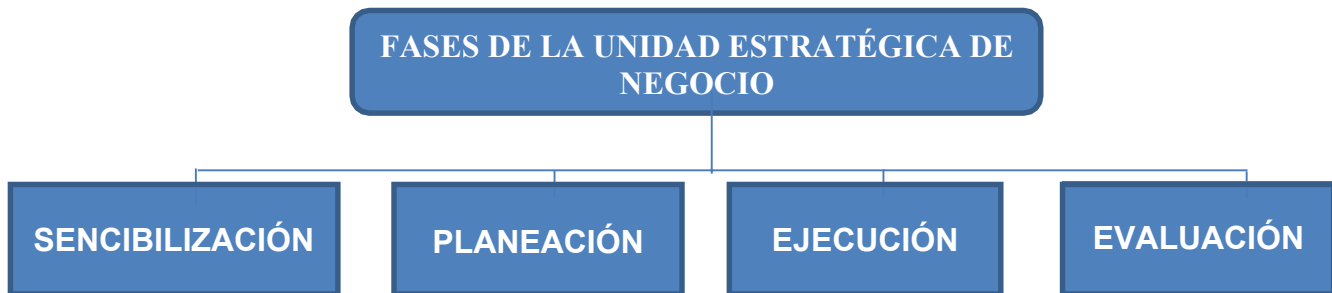 FASES DE LA UNIDAD ESTRATÉGICA DE
NEGOCIO
SENCIBILIZACIÓN
PLANEACIÓN
EJECUCIÓN
EVALUACIÓN